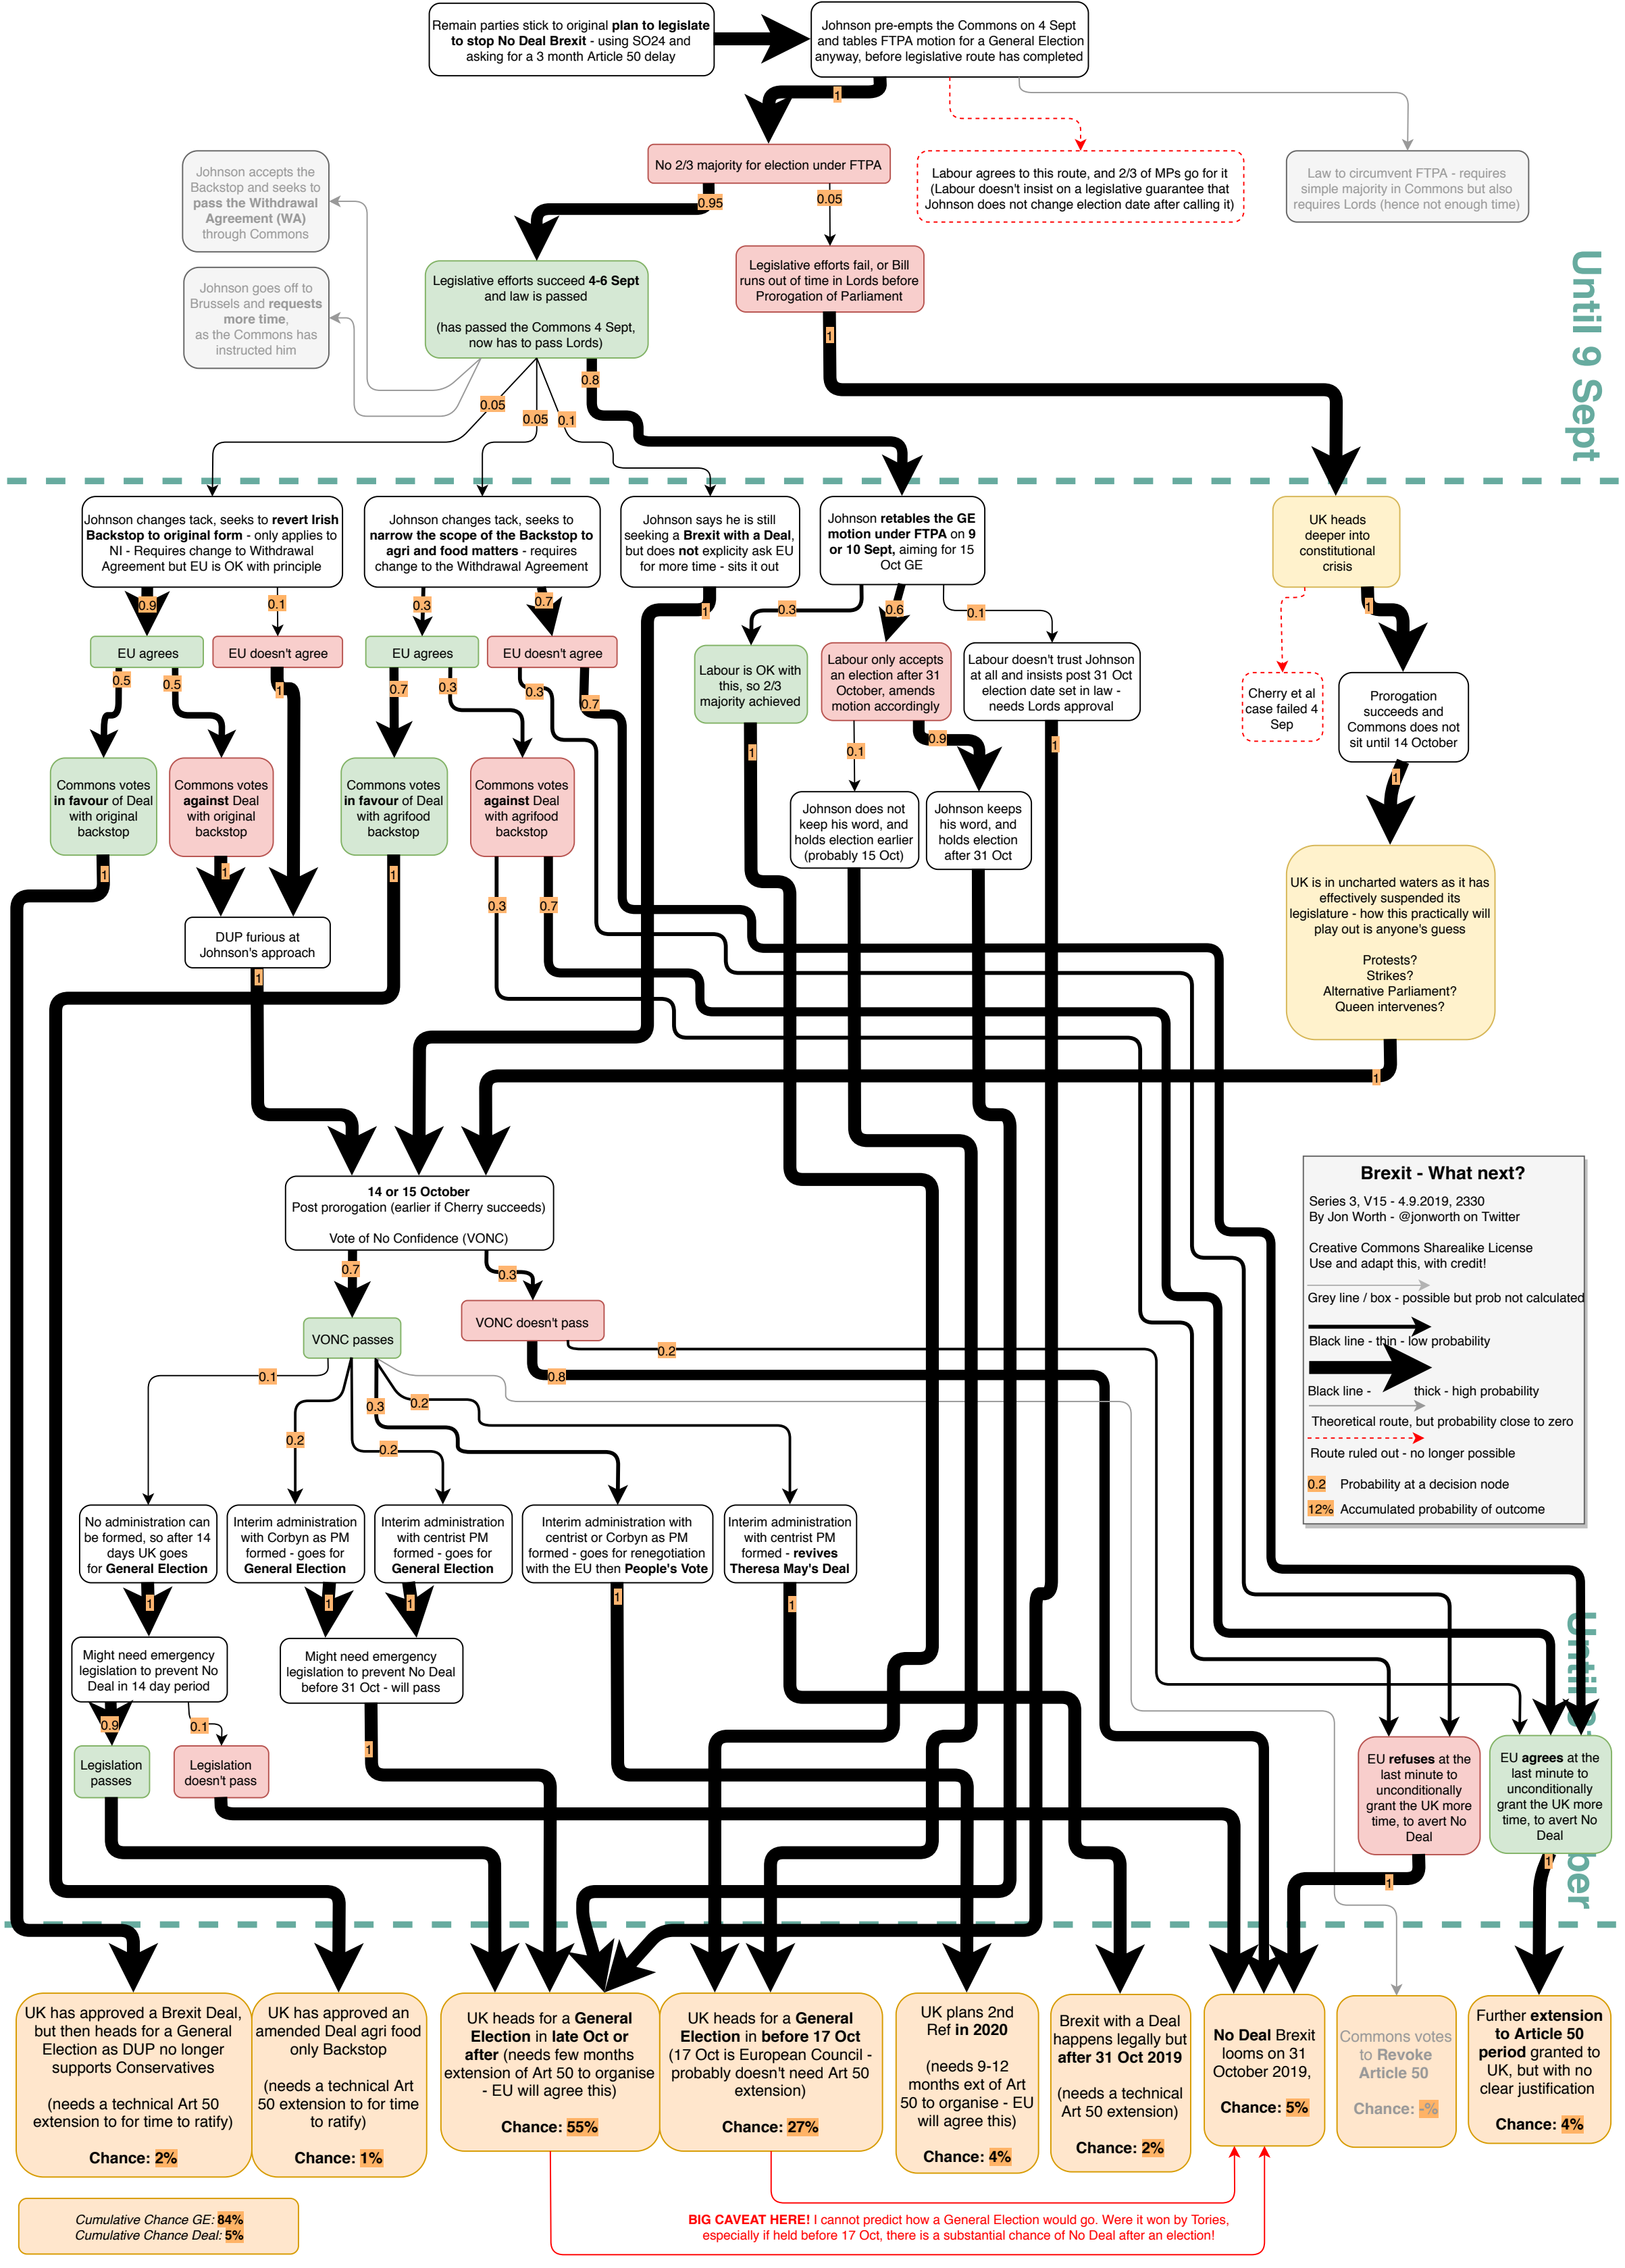 Remain parties stick to original plan to legislate
to stop No Deal Brexit - using SO24 and
asking for a 3 month Article 50 delay
Johnson pre-empts the Commons on 4 Sept
and tables FTPA motion for a General Election
anyway, before legislative route has completed
1
No 2/3 majority for election under FTPA
Labour agrees to this route, and 2/3 of MPs go for it
(Labour doesn't insist on a legislative guarantee that
Johnson does not change election date after calling it)
Law to circumvent FTPA - requires
simple majority in Commons but also
requires Lords (hence not enough time)
Johnson accepts the
Backstop and seeks to
pass the Withdrawal
Agreement (WA)
through Commons
0.95
0.05
Johnson goes off to
Brussels and requests
more time,
as the Commons has
instructed him
Legislative efforts succeed 4-6 Sept
and law is passed
(has passed the Commons 4 Sept,
now has to pass Lords)
Legislative efforts fail, or Bill
runs out of time in Lords before
Prorogation of Parliament
Until 9 Sept
1
0.05
0.05
0.1
0.8
Johnson changes tack, seeks to revert Irish
Backstop to original form - only applies to
NI - Requires change to Withdrawal
Agreement but EU is OK with principle
Johnson changes tack, seeks to
narrow the scope of the Backstop to
agri and food matters - requires
change to the Withdrawal Agreement
Johnson says he is still
seeking a Brexit with a Deal,
but does not explicity ask EU
for more time - sits it out
Johnson retables the GE
motion under FTPA on 9
or 10 Sept, aiming for 15
Oct GE
UK heads
deeper into
constitutional
crisis
0.9
0.1
0.3
0.7
1
0.3
0.6
0.1
1
EU agrees
EU doesn't agree
EU agrees
EU doesn't agree
Labour is OK with
this, so 2/3
majority achieved
Labour only accepts
an election after 31
October, amends
motion accordingly
Labour doesn't trust Johnson
at all and insists post 31 Oct
election date set in law -
needs Lords approval
Cherry et al
case failed 4
Sep
Prorogation
succeeds and
Commons does not
sit until 14 October
0.5
0.5
1
0.7
0.3
0.3
0.7
1
0.1
0.9
1
1
Commons votes
in favour of Deal
with original
backstop
Commons votes
against Deal
with original
backstop
Commons votes
in favour of Deal
with agrifood
backstop
Commons votes
against Deal
with agrifood
backstop
Johnson does not
keep his word, and
holds election earlier
(probably 15 Oct)
Johnson keeps
his word, and
holds election
after 31 Oct
1
1
1
0.3
0.7
DUP furious at
Johnson's approach
1
UK is in uncharted waters as it has
effectively suspended its
legislature - how this practically will
play out is anyone's guess
Protests?
Strikes?
Alternative Parliament?
Queen intervenes?
1
14 or 15 October
Post prorogation (earlier if Cherry succeeds)
Vote of No Confidence (VONC)
0.7
0.3
VONC passes
VONC doesn't pass
0.2
0.8
0.1
0.2
0.2
0.3
0.2
Brexit - What next?
Series 3, V15 - 4.9.2019, 2330
By Jon Worth - @jonworth on Twitter
Creative Commons Sharealike License
Use and adapt this, with credit!
Grey line / box - possible but prob not calculated
Black line - thin - low probability
Black line - thick - high probability
Theoretical route, but probability close to zero
Route ruled out - no longer possible
0.2 Probability at a decision node
12% Accumulated probability of outcome
No administration can
be formed, so after 14
days UK goes
for General Election
Interim administration
with Corbyn as PM
formed - goes for
General Election
Interim administration
with centrist PM
formed - goes for
General Election
Interim administration with
centrist or Corbyn as PM
formed - goes for renegotiation
with the EU then People's Vote
Interim administration
with centrist PM
formed - revives
Theresa May's Deal
1
1
1
1
1
Might need emergency
legislation to prevent No
Deal in 14 day period
Might need emergency
legislation to prevent No Deal
before 31 Oct - will pass
0.9
0.1
1
Legislation
passes
Legislation
doesn't pass
EU refuses at the
last minute to
unconditionally
grant the UK more
time, to avert No
Deal
EU agrees at the
last minute to
unconditionally
grant the UK more
time, to avert No
Deal
1
1
UK has approved a Brexit Deal,
but then heads for a General
Election as DUP no longer
supports Conservatives
(needs a technical Art 50
extension to for time to ratify)
Chance: 2%
UK has approved an
amended Deal agri food
only Backstop
(needs a technical Art
50 extension to for time
to ratify)
Chance: 1%
UK heads for a General
Election in late Oct or
after (needs few months
extension of Art 50 to organise
- EU will agree this)
Chance: 55%
UK heads for a General
Election in before 17 Oct
(17 Oct is European Council -
probably doesn't need Art 50
extension)
Chance: 27%
UK plans 2nd
Ref in 2020
(needs 9-12
months ext of Art
50 to organise - EU
will agree this)
Chance: 4%
Brexit with a Deal
happens legally but
after 31 Oct 2019
(needs a technical
Art 50 extension)
Chance: 2%
No Deal Brexit
looms on 31
October 2019,
Chance: 5%
Commons votes
to Revoke
Article 50
Chance: -%
Further extension
to Article 50
period granted to
UK, but with no
clear justification
Chance: 4%
Cumulative Chance GE: 84%
Cumulative Chance Deal: 5%
BIG CAVEAT HERE! I cannot predict how a General Election would go. Were it won by Tories,
especially if held before 17 Oct, there is a substantial chance of No Deal after an election!